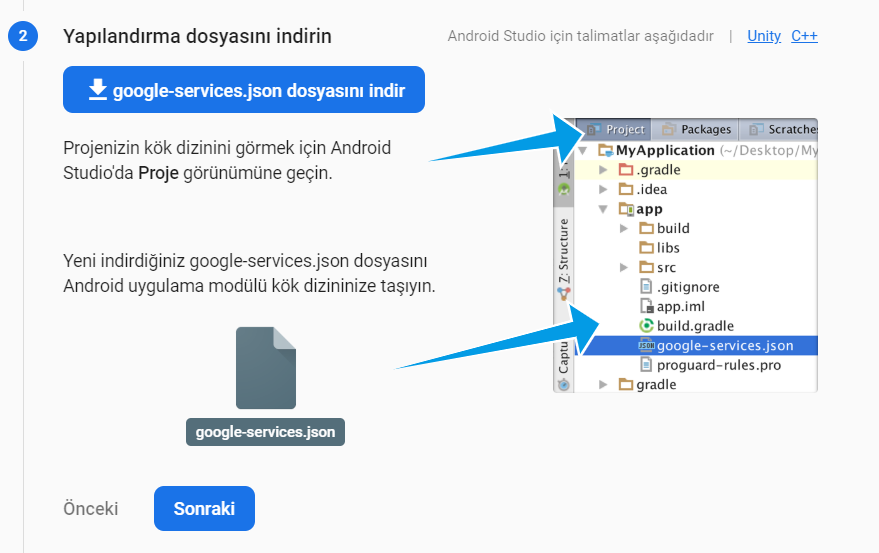 2
Yapılandırma dosyasını indirin
Android Studio için talimatlar aşağıdadır | Unity C++
google-services.json dosyasını indir
Projenizin kök dizinini görmek için Android
Studio'da Proje görünümüne geçin.
Yeni indirdiğiniz google-services.json dosyasını
Android uygulama modülü kök dizininize taşıyın.
google-services.json
Project Packages Scratches
MyApplication (~/Desktop/My
.gradle
.idea
app
build
libs
src
.gitignore
app.iml
build.gradle
JSON google-services.json
proguard-rules.pro
gradle
1:
7: Structure
Captu
Önceki
Sonraki